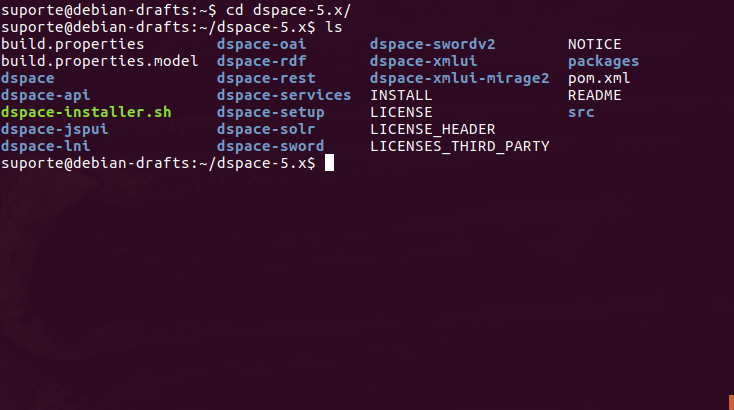 suporte@debian-drafts:~$ cd dspace-5.x/
suporte@debian-drafts:~/dspace-5.x$ ls
build.properties        dspace-oai       dspace-swordv2          NOTICE
build.properties.model  dspace-rdf       dspace-xmlui            packages
dspace                  dspace-rest      dspace-xmlui-mirage2    pom.xml
dspace-api              dspace-services  INSTALL                 README
dspace-installer.sh     dspace-setup     LICENSE                 src
dspace-jspui            dspace-solr      LICENSE_HEADER
dspace-lni              dspace-sword     LICENSES_THIRD_PARTY
suporte@debian-drafts:~/dspace-5.x$